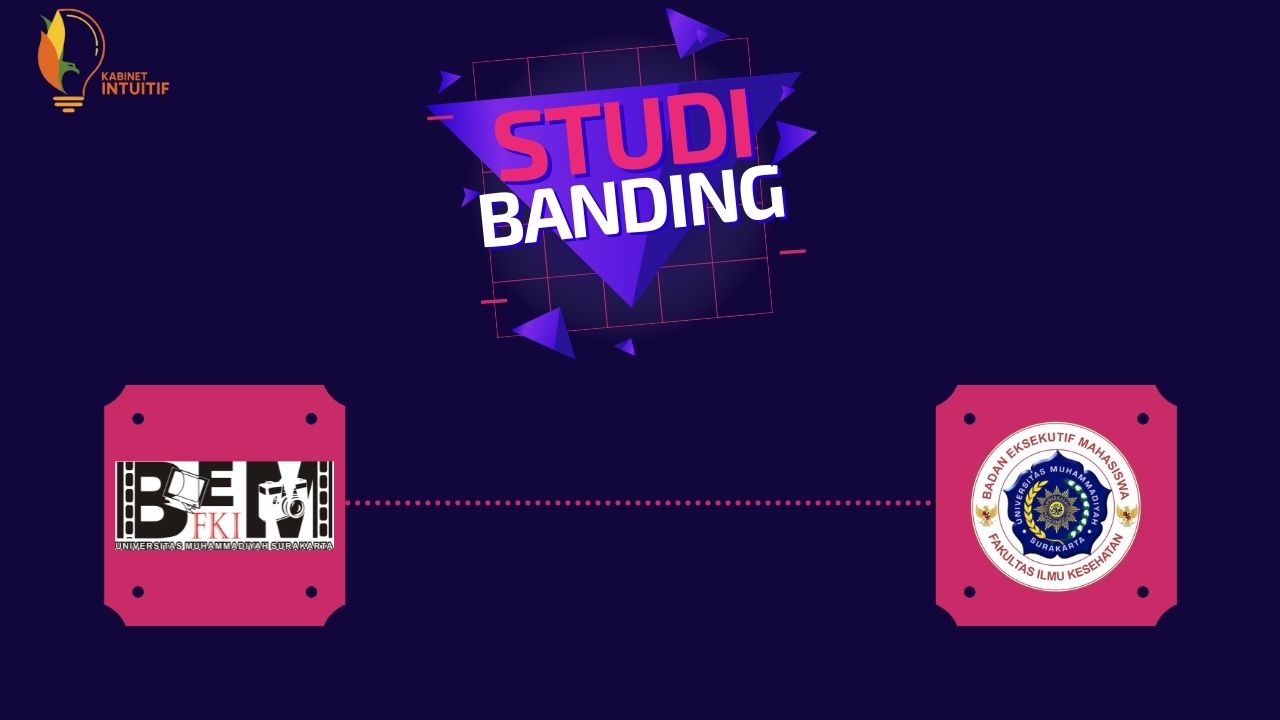 KABINET
INTUITIF
STUDI
BANDING
BEM
FKI
UNIVERSITAS MUHAMMADIYAH SURAKARTA
BADAN EKSEKUTIF MAHASISWA
UNIVERSITAS MUHAMMADIYAH
SURAKARTA
FAKULTAS ILMU KESEHATAN